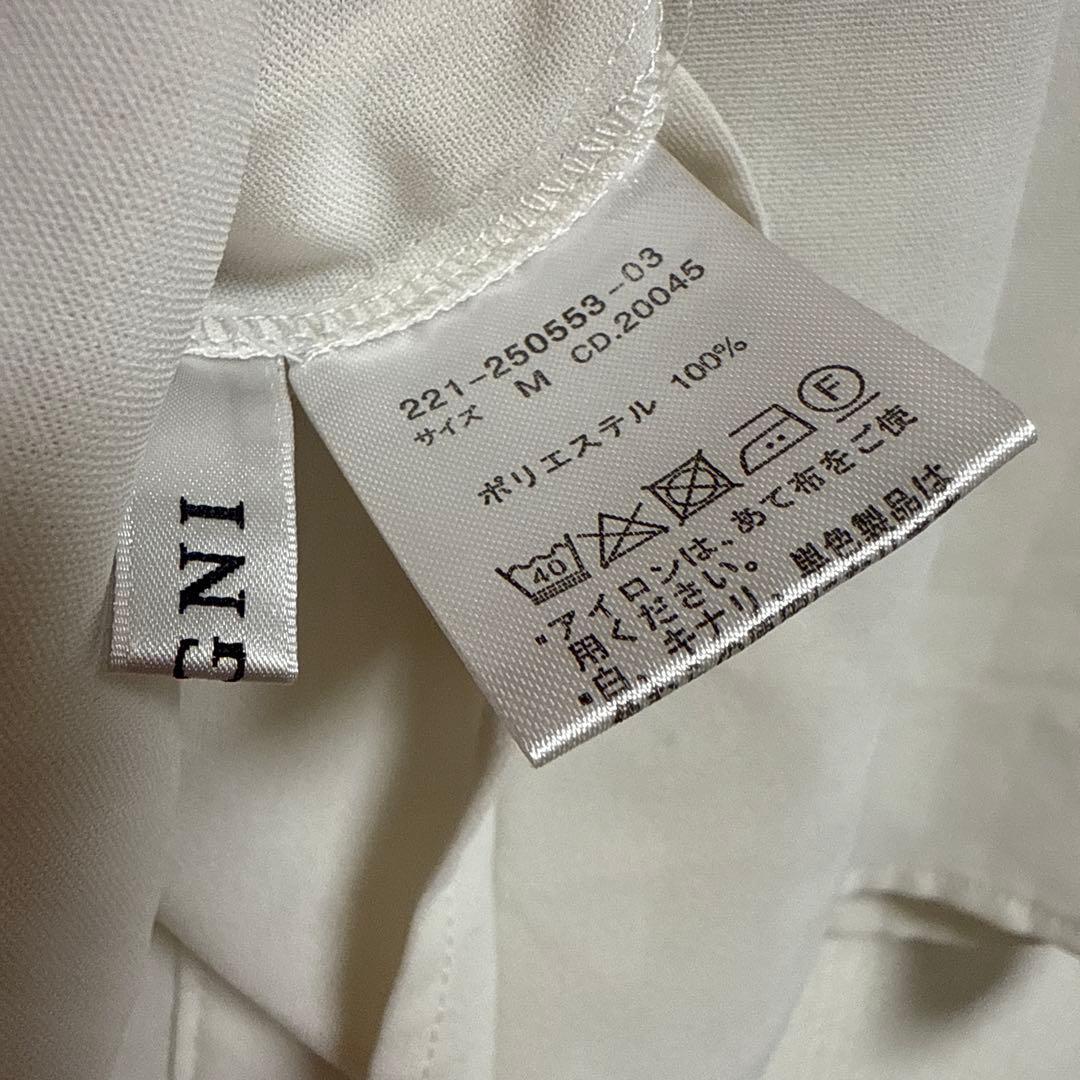 221-250553-03
サイズ M CD.20045
ポリエステル 100%
40 F
・アイロンは、あて布をご使
用ください。
・白、キナリ、単色製品は
GNI